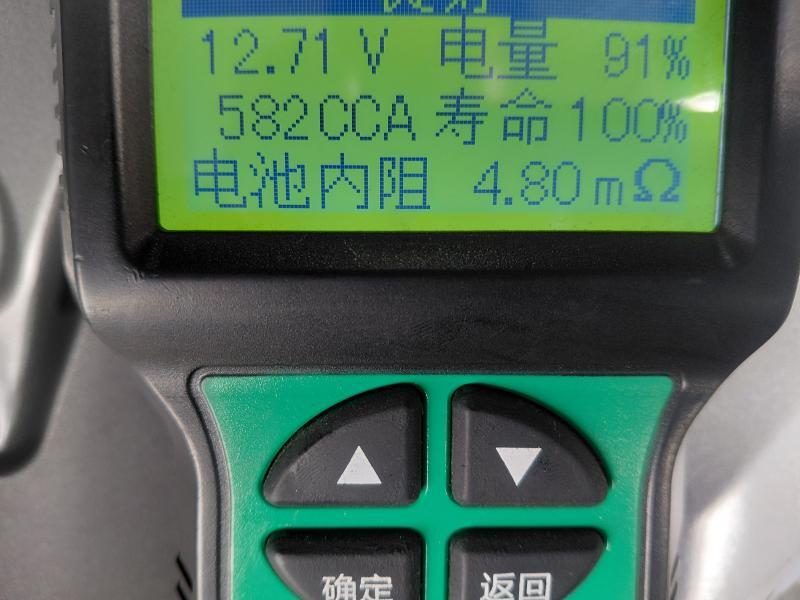 12.71 V 电量 91%
582CCA 寿命 100%
电池内阻 4.80 mΩ
确定 返回